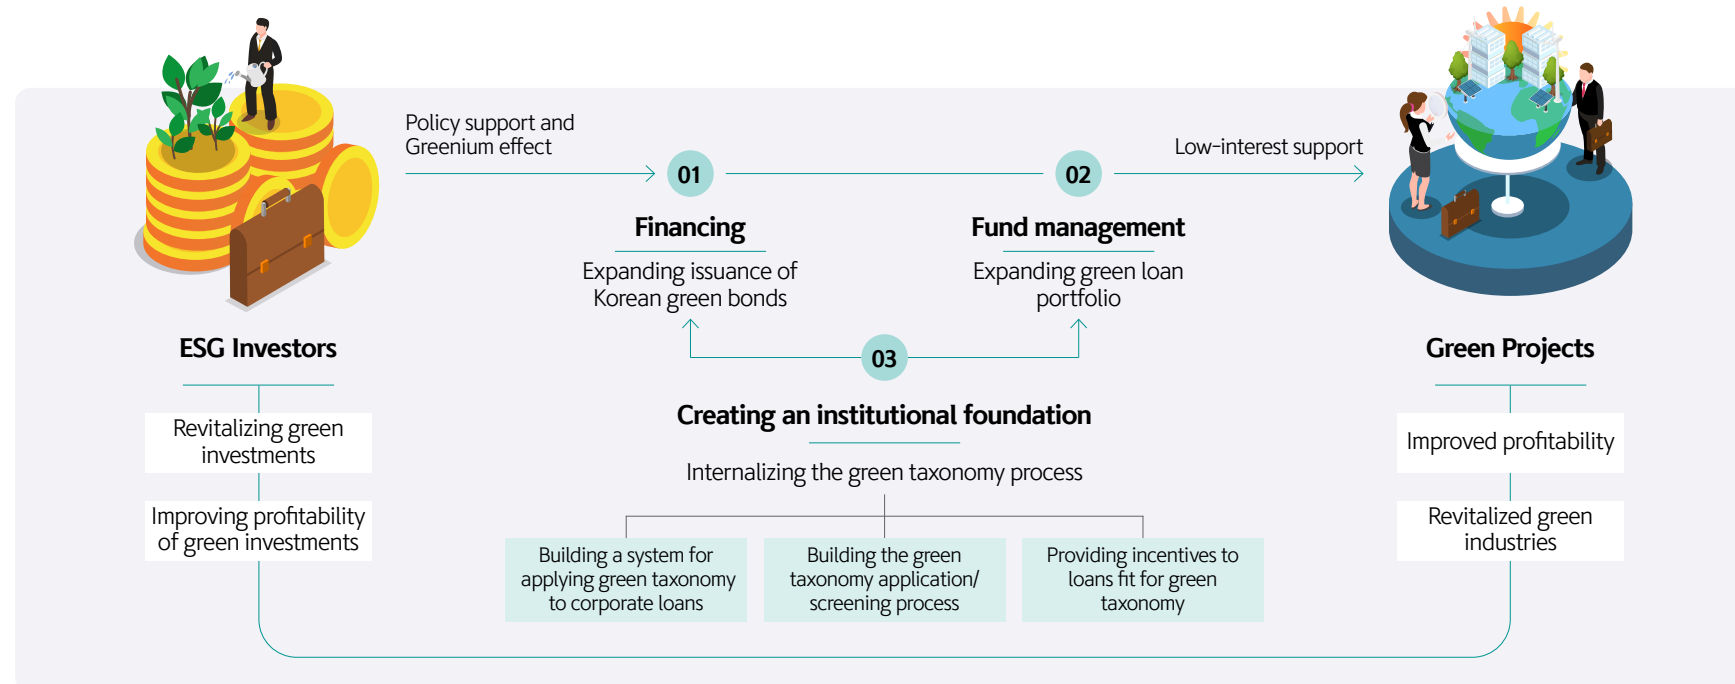 Policy support and
Greenium effect
Low-interest support
01
02
Financing
Fund management
Expanding issuance of
Korean green bonds
Expanding green loan
portfolio
ESG Investors
03
Green Projects
Creating an institutional foundation
Revitalizing green
investments
Improved profitability
Internalizing the green taxonomy process
Improving profitability
of green investments
Revitalized green
industries
Building a system for
applying green taxonomy
to corporate loans
Building the green
taxonomy application/
screening process
Providing incentives to
loans fit for green
taxonomy